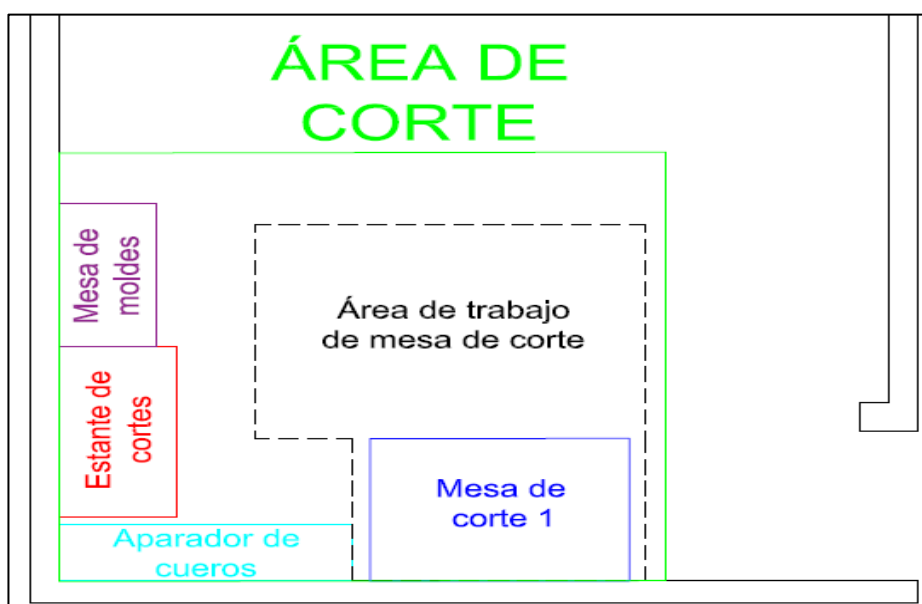 ÁREA DE
CORTE
Mesa de
moldes
Área de trabajo
de mesa de corte
Estante de
cortes
Mesa de
corte 1
Aparador de
cueros